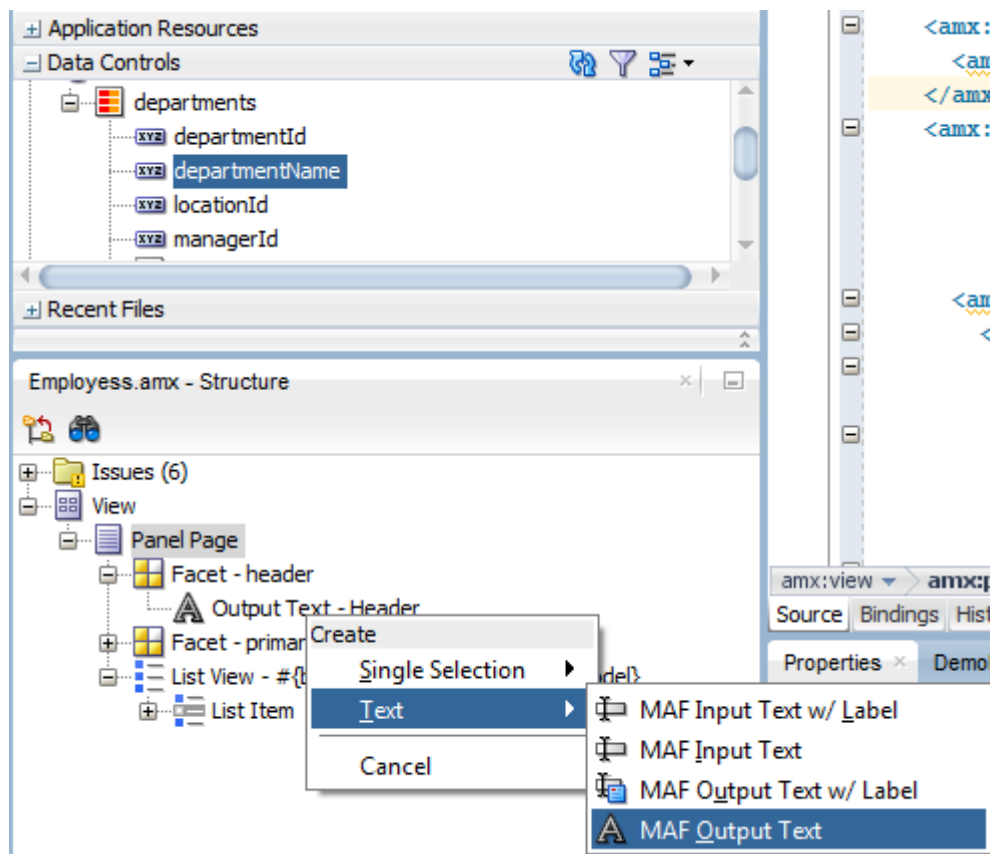 Application Resources
Data Controls
departments
departmentId
departmentName
locationId
managerId
Recent Files
Employess.amx - Structure
Issues (6)
View
Panel Page
Facet - header
Output Text - Header
Facet - primar
List View - #{b
del}
List Item
Create
Single Selection
Text
Cancel
MAF Input Text w/ Label
MAF Input Text
MAF Output Text w/ Label
MAF Output Text
<amx:
<am
</amx
<amx:
<am
<
amx:view
amx:p
Source
Bindings
Hist
Properties
Demo